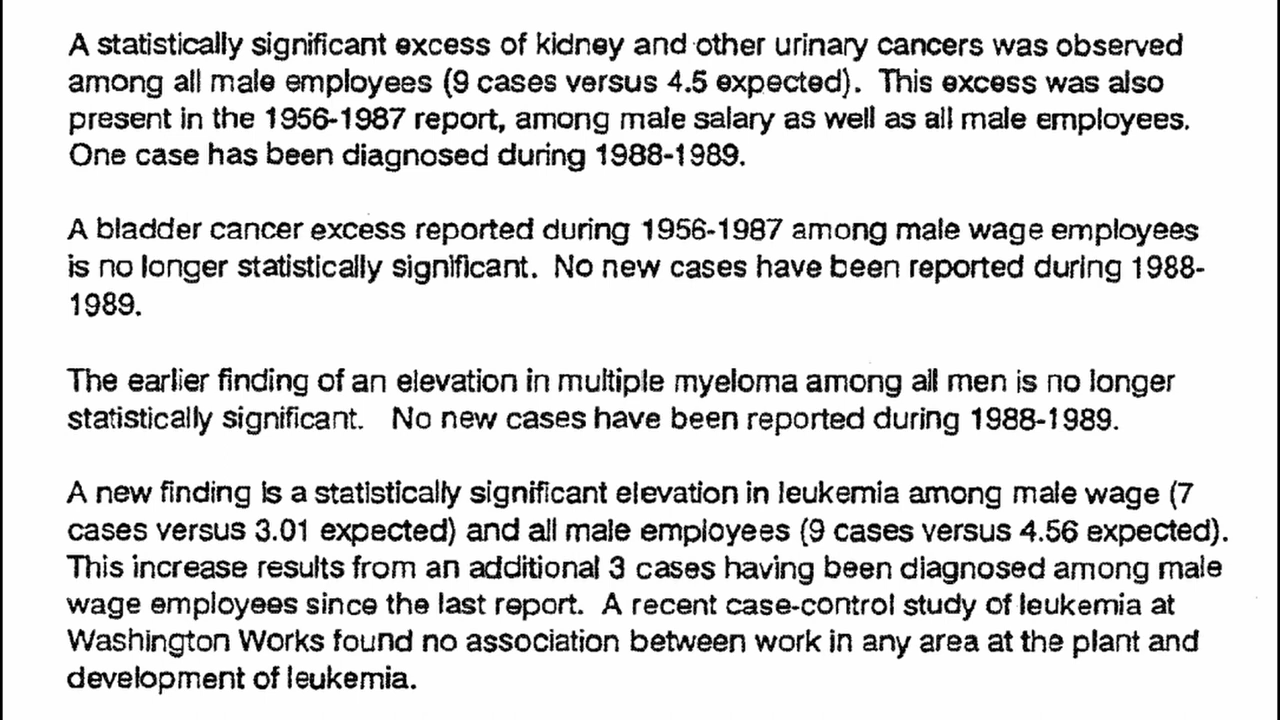 A statistically significant excess of kidney and other urinary cancers was observed
among all male employees (9 cases versus 4.5 expected). This excess was also
present in the 1956-1987 report, among male salary as well as all male employees.
One case has been diagnosed during 1988-1989.
A bladder cancer excess reported during 1956-1987 among male wage employees
is no longer statistically significant. No new cases have been reported during 1988-
1989.
The earlier finding of an elevation in multiple myeloma among all men is no longer
statistically significant. No new cases have been reported during 1988-1989.
A new finding is a statistically significant elevation in leukemia among male wage (7
cases versus 3.01 expected) and all male employees (9 cases versus 4.56 expected).
This increase results from an additional 3 cases having been diagnosed among male
wage employees since the last report. A recent case-control study of leukemia at
Washington Works found no association between work in any area at the plant and
development of leukemia.